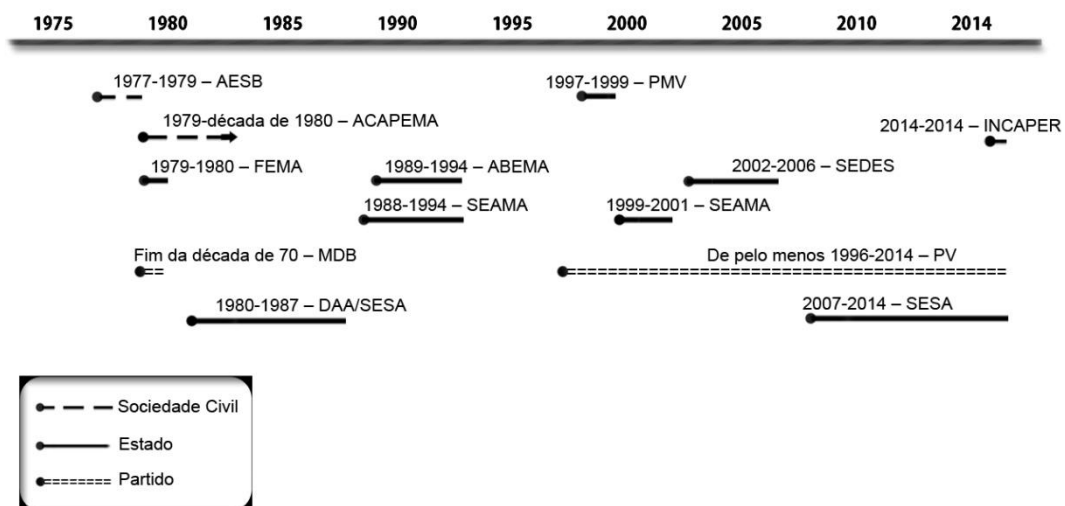 1975 1980 1985 1990 1995 2000 2005 2010 2014
1977-1979 – AESB
1997-1999 – PMV
1979-década de 1980 – ACAPEMA
2014-2014 – INCAPER
1979-1980 – FEMA
1989-1994 – ABEMA
2002-2006 – SEDES
1988-1994 – SEAMA
1999-2001 – SEAMA
Fim da década de 70 – MDB
De pelo menos 1996-2014 – PV
1980-1987 – DAA/SESA
2007-2014 – SESA
Sociedade Civil
Estado
Partido